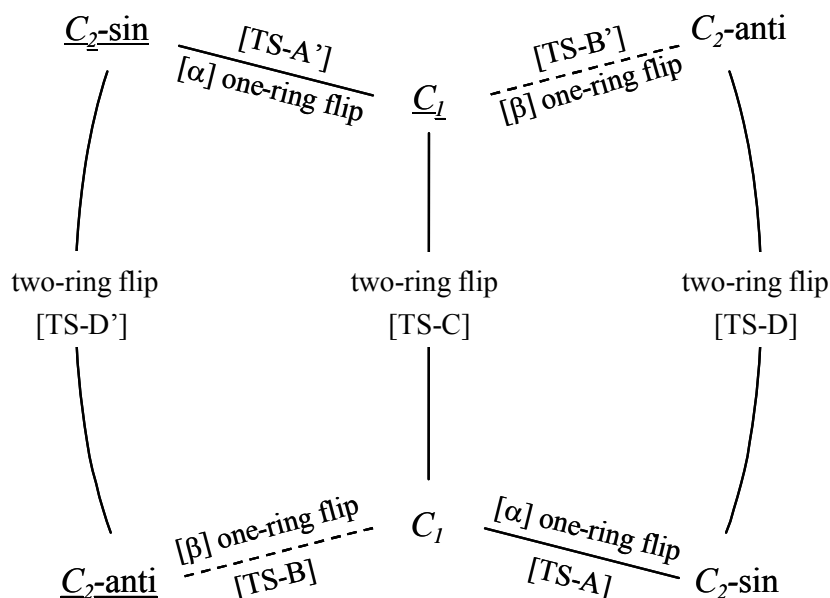 C2-sin
[TS-A’]
[α] one-ring flip
C1
[TS-B’]
[β] one-ring flip
C2-anti
two-ring flip
[TS-D’]
two-ring flip
[TS-C]
two-ring flip
[TS-D]
C2-anti
[β] one-ring flip
[TS-B]
C1
[α] one-ring flip
[TS-A]
C2-sin